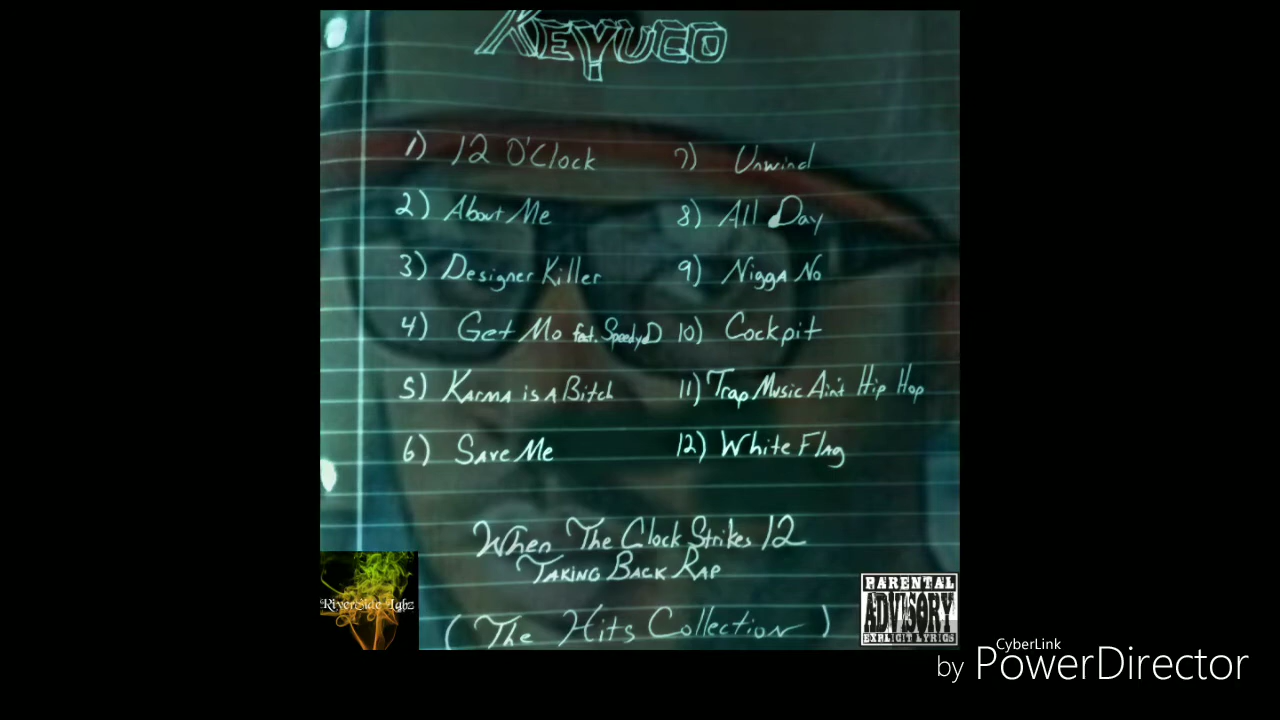 KEYUCO
1) 12 O'Clock
2) About Me
3) Designer Killer
4) Get Mo feat. Speedy D
5) Karma is a Bitch
6) Save Me
7) Unwind
8) All Day
9) Nigga No
10) Cockpit
11) Trap Music Ain't Hip Hop
12) White Flag
When The Clock Strikes 12
Taking Back Rap
(The Hits Collection)
RiverSide Labz
PARENTAL
ADVISORY
EXPLICIT LYRICS
CyberLink
by PowerDirector